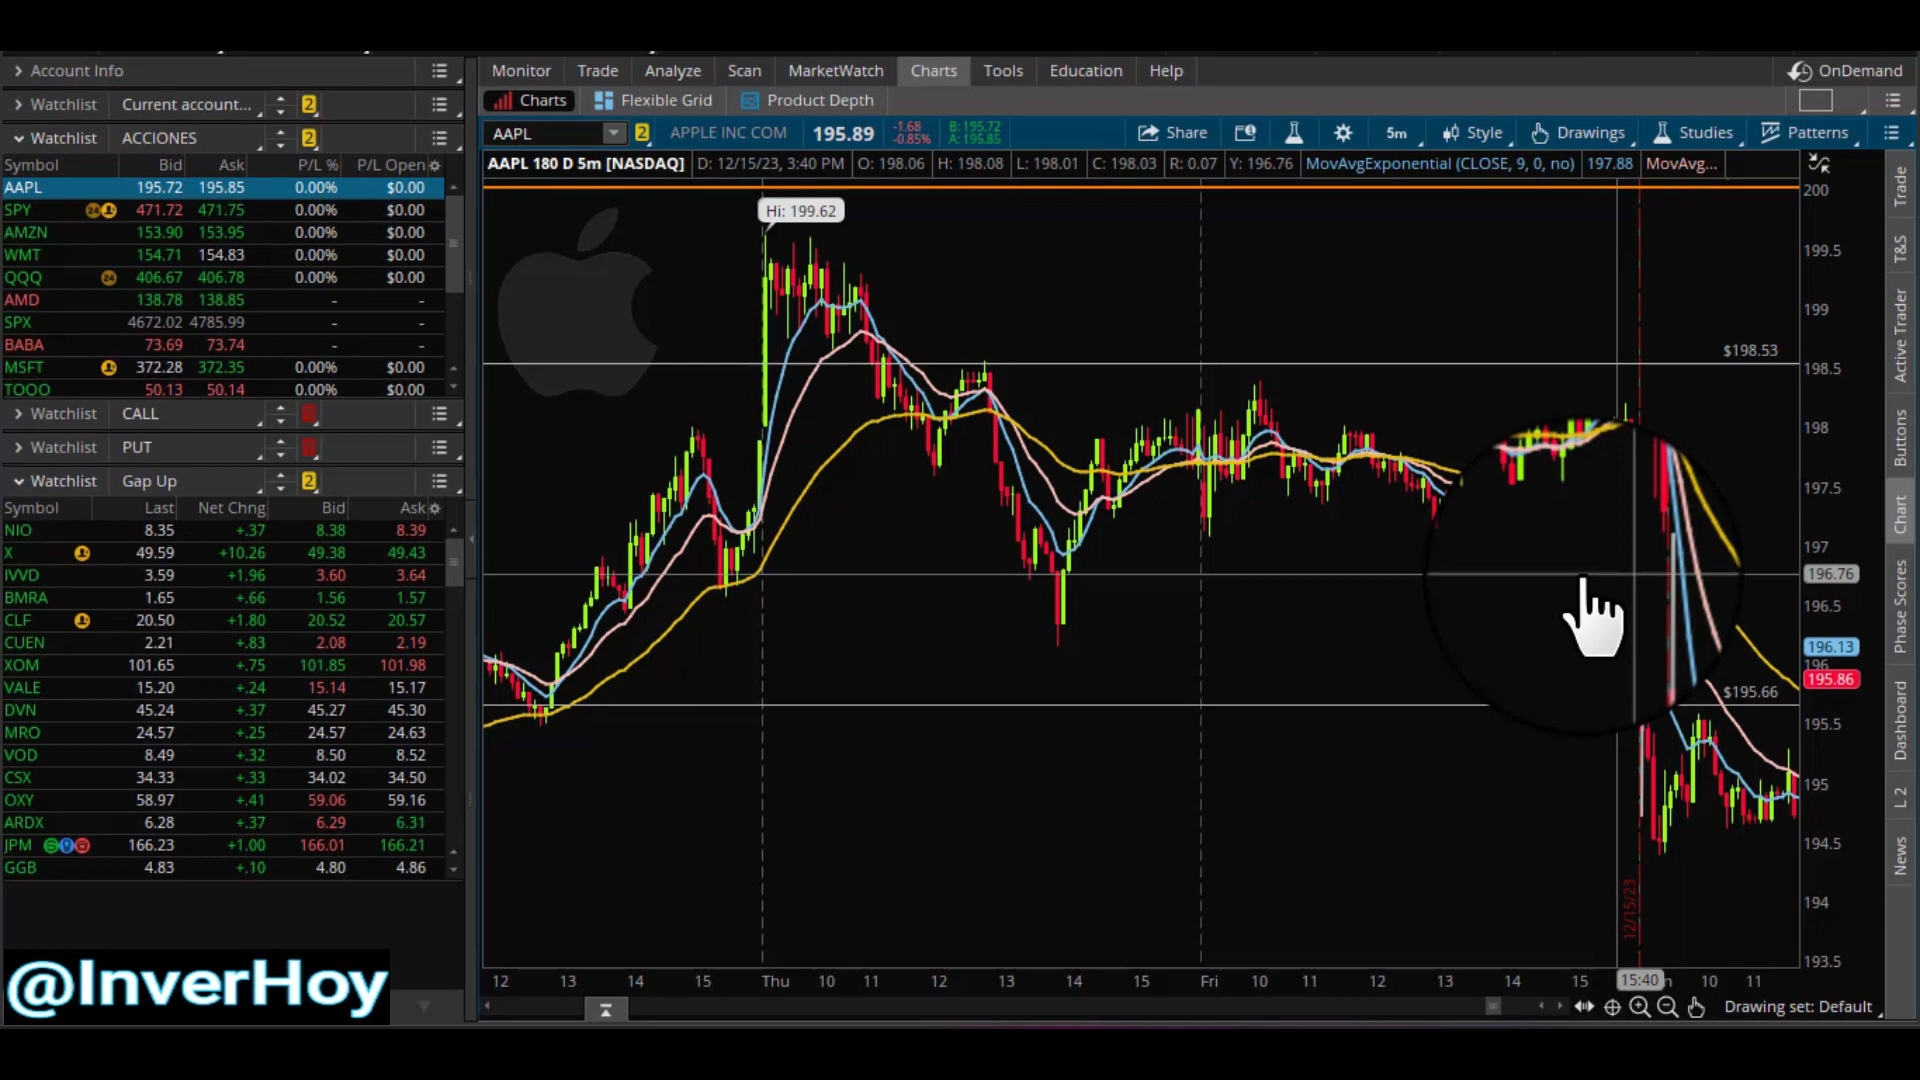 Account Info
Monitor Trade Analyze Scan MarketWatch Charts Tools Education Help OnDemand
Watchlist Current account... 2
Charts Flexible Grid Product Depth
Watchlist ACCIONES 2
AAPL 2 APPLE INC COM 195.89 -1.68 -0.85% B: 195.72 A: 195.85 Share 5m Style Drawings Studies Patterns
AAPL 180 D 5m [NASDAQ] D: 12/15/23, 3:40 PM O: 198.06 H: 198.08 L: 198.01 C: 198.03 R: 0.07 Y: 196.76 MovAvgExponential (CLOSE, 9, 0, no) 197.88 MovAvg...
Symbol Bid Ask P/L % P/L Open
AAPL 195.72 195.85 0.00% $0.00
SPY 24 471.72 471.75 0.00% $0.00
AMZN 153.90 153.95 0.00% $0.00
WMT 154.71 154.83 0.00% $0.00
QQQ 24 406.67 406.78 0.00% $0.00
AMD 138.78 138.85 - -
SPX 4672.02 4785.99 - -
BABA 73.69 73.74 - -
MSFT 372.28 372.35 0.00% $0.00
TQQQ 50.13 50.14 0.00% $0.00
Watchlist CALL
Watchlist PUT
Watchlist Gap Up 2
Symbol Last Net Chng Bid Ask
NIO 8.35 +.37 8.38 8.39
X 49.59 +10.26 49.38 49.43
IVVD 3.59 +1.96 3.60 3.64
BMRA 1.65 +.66 1.56 1.57
CLF 20.50 +1.80 20.52 20.57
CUEN 2.21 +.83 2.08 2.19
XOM 101.65 +.75 101.85 101.98
VALE 15.20 +.24 15.14 15.17
DVN 45.24 +.37 45.27 45.30
MRO 24.57 +.25 24.57 24.63
VOD 8.49 +.32 8.50 8.52
CSX 34.33 +.33 34.02 34.50
OXY 58.97 +.41 59.06 59.16
ARDX 6.28 +.37 6.29 6.31
JPM 166.23 +1.00 166.01 166.21
GGB 4.83 +.10 4.80 4.86
@InverHoy
Hi: 199.62
$198.53
$195.66
200
199.5
199
198.5
198
197.5
197
196.76
196.5
196.13
196
195.86
195.5
195
194.5
194
193.5
12/15/23
12 13 14 15 Thu 10 11 12 13 14 15 Fri 10 11 12 13 14 15 15:40 10 11
Drawing set: Default
Trade
T&S
Active Trader
Buttons
Chart
Phase Scores
Dashboard
L 2
News